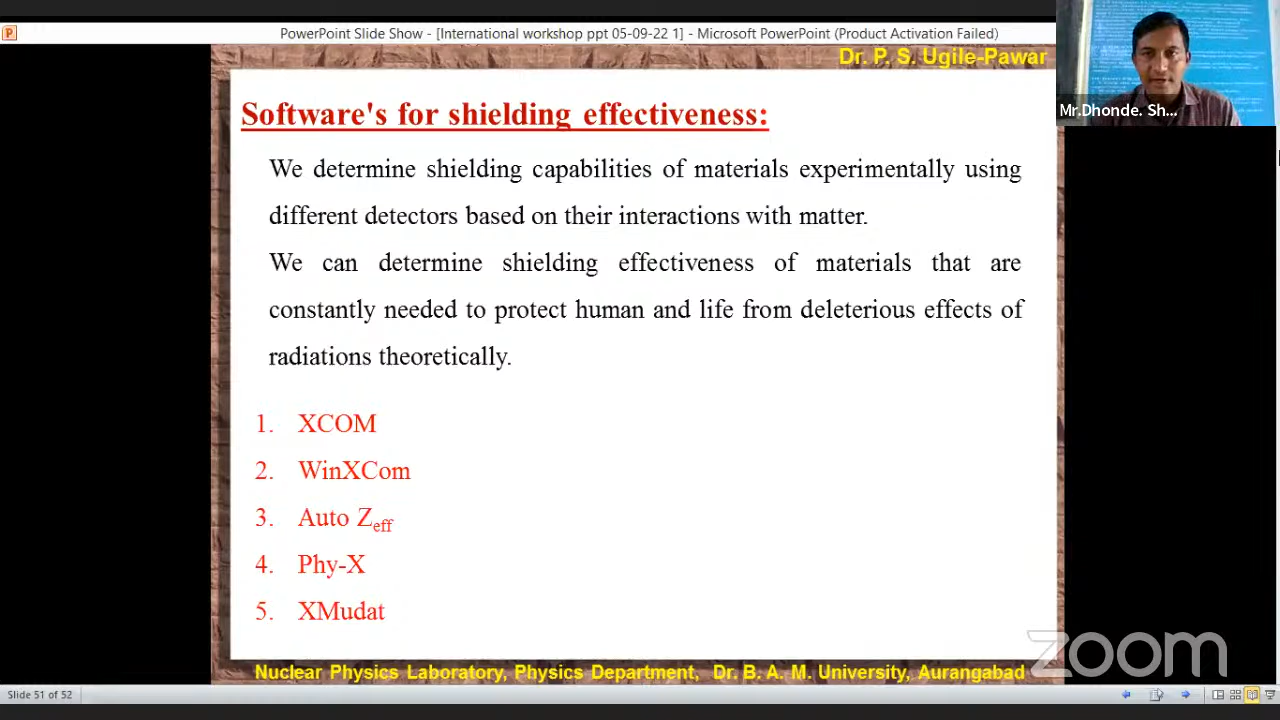 PowerPoint Slide Show - [International workshop ppt 05-09-22 1] - Microsoft PowerPoint (Product Activation Failed)
Dr. P. S. Ugile-Pawar
Mr.Dhonde. Sh...
Software's for shielding effectiveness:
We determine shielding capabilities of materials experimentally using
different detectors based on their interactions with matter.
We can determine shielding effectiveness of materials that are
constantly needed to protect human and life from deleterious effects of
radiations theoretically.
1. XCOM
2. WinXCom
3. Auto Zeff
4. Phy-X
5. XMudat
zoom
Nuclear Physics Laboratory, Physics Department, Dr. B. A. M. University, Aurangabad
Slide 51 of 52